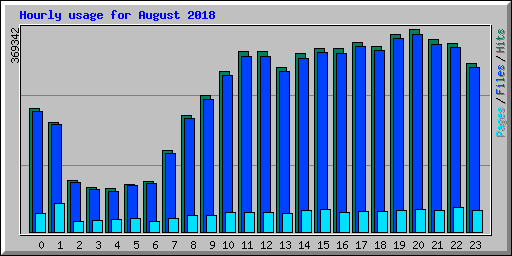 Hourly usage for August 2018
369342
Pages/Files/Hits
0 1 2 3 4 5 6 7 8 9 10 11 12 13 14 15 16 17 18 19 20 21 22 23